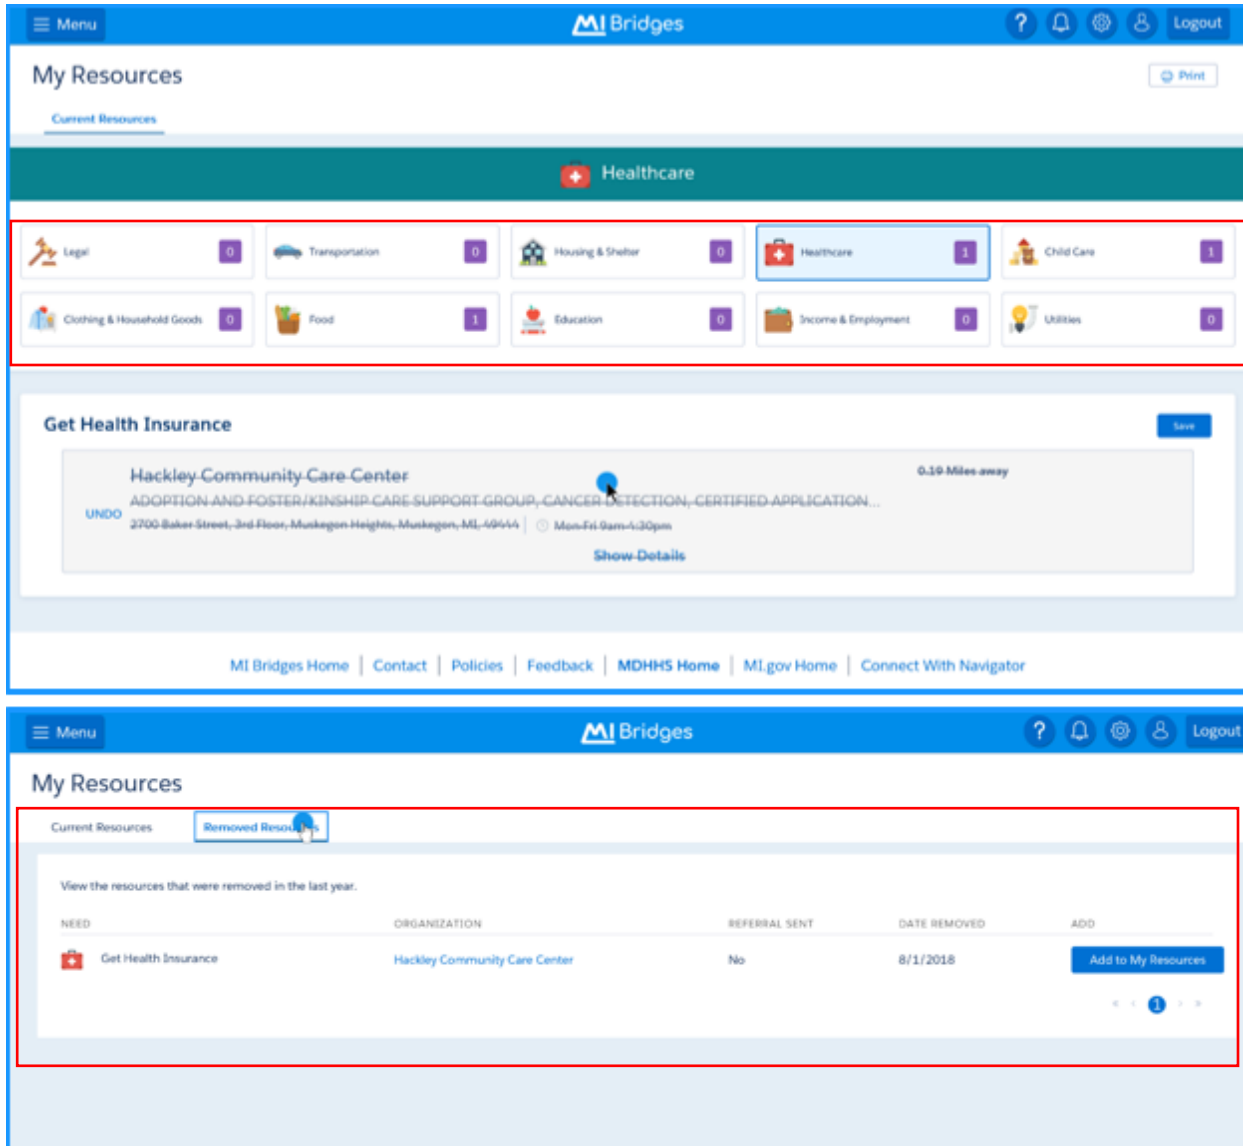 Menu
MI Bridges
?
Logout
My Resources
Print
Current Resources
Healthcare
Legal 0
Transportation 0
Housing & Shelter 0
Healthcare 1
Child Care 1
Clothing & Household Goods 0
Food 1
Education 0
Income & Employment 0
Utilities 0
Get Health Insurance
Save
Hackley Community Care Center
0.19 Miles away
ADOPTION AND FOSTER/KINSHIP CARE SUPPORT GROUP, CANCER DETECTION, CERTIFIED APPLICATION...
UNDO
2700 Baker Street, 3rd Floor, Muskegon Heights, Muskegon, MI, 49444 | Mon-Fri 9am-4:30pm
Show Details
MI Bridges Home | Contact | Policies | Feedback | MDHHS Home | MI.gov Home | Connect With Navigator
Menu
MI Bridges
?
Logout
My Resources
Current Resources
Removed Resources
View the resources that were removed in the last year.
NEED ORGANIZATION REFERRAL SENT DATE REMOVED ADD
Get Health Insurance Hackley Community Care Center No 8/1/2018 Add to My Resources
« ‹ 1 › »